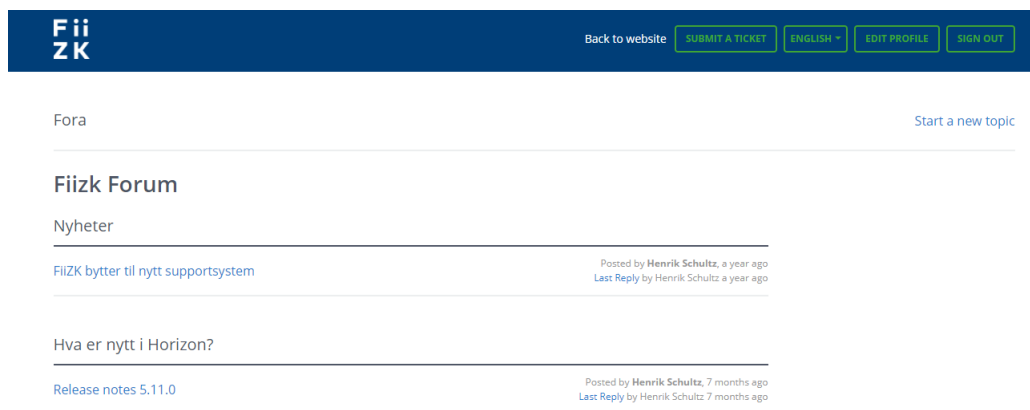 Fii
ZK
Back to website SUBMIT A TICKET ENGLISH EDIT PROFILE SIGN OUT
Fora Start a new topic
Fiizk Forum
Nyheter
FiiZK bytter til nytt supportsystem
Posted by Henrik Schultz, a year ago
Last Reply by Henrik Schultz a year ago
Hva er nytt i Horizon?
Release notes 5.11.0
Posted by Henrik Schultz, 7 months ago
Last Reply by Henrik Schultz 7 months ago